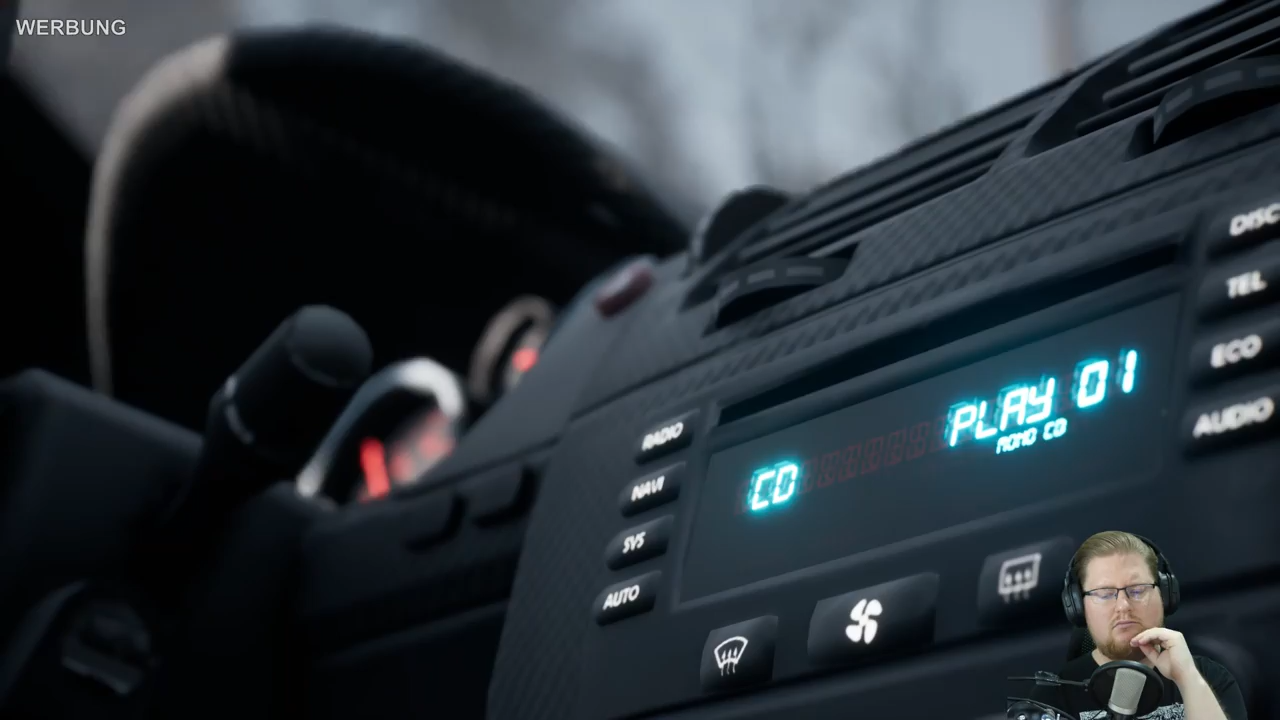 WERBUNG
DISC
TEL
ECO
AUDIO
RADIO
NAVI
SYS
AUTO
CD
PLAY 01
MONO CD